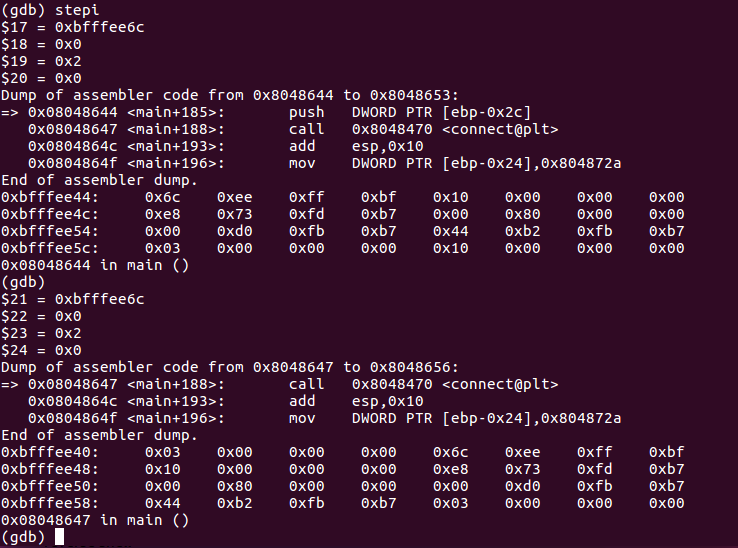 (gdb) stepi
$17 = 0xbfffee6c
$18 = 0x0
$19 = 0x2
$20 = 0x0
Dump of assembler code from 0x8048644 to 0x8048653:
=> 0x08048644 <main+185>: push DWORD PTR [ebp-0x2c]
0x08048647 <main+188>: call 0x8048470 <connect@plt>
0x0804864c <main+193>: add esp,0x10
0x0804864f <main+196>: mov DWORD PTR [ebp-0x24],0x804872a
End of assembler dump.
0xbfffee44: 0x6c 0xee 0xff 0xbf 0x10 0x00 0x00 0x00
0xbfffee4c: 0xe8 0x73 0xfd 0xb7 0x00 0x80 0x00 0x00
0xbfffee54: 0x00 0xd0 0xfb 0xb7 0x44 0xb2 0xfb 0xb7
0xbfffee5c: 0x03 0x00 0x00 0x00 0x10 0x00 0x00 0x00
0x08048644 in main ()
(gdb)
$21 = 0xbfffee6c
$22 = 0x0
$23 = 0x2
$24 = 0x0
Dump of assembler code from 0x8048647 to 0x8048656:
=> 0x08048647 <main+188>: call 0x8048470 <connect@plt>
0x0804864c <main+193>: add esp,0x10
0x0804864f <main+196>: mov DWORD PTR [ebp-0x24],0x804872a
End of assembler dump.
0xbfffee40: 0x03 0x00 0x00 0x00 0x6c 0xee 0xff 0xbf
0xbfffee48: 0x10 0x00 0x00 0x00 0xe8 0x73 0xfd 0xb7
0xbfffee50: 0x00 0x80 0x00 0x00 0x00 0xd0 0xfb 0xb7
0xbfffee58: 0x44 0xb2 0xfb 0xb7 0x03 0x00 0x00 0x00
0x08048647 in main ()
(gdb)